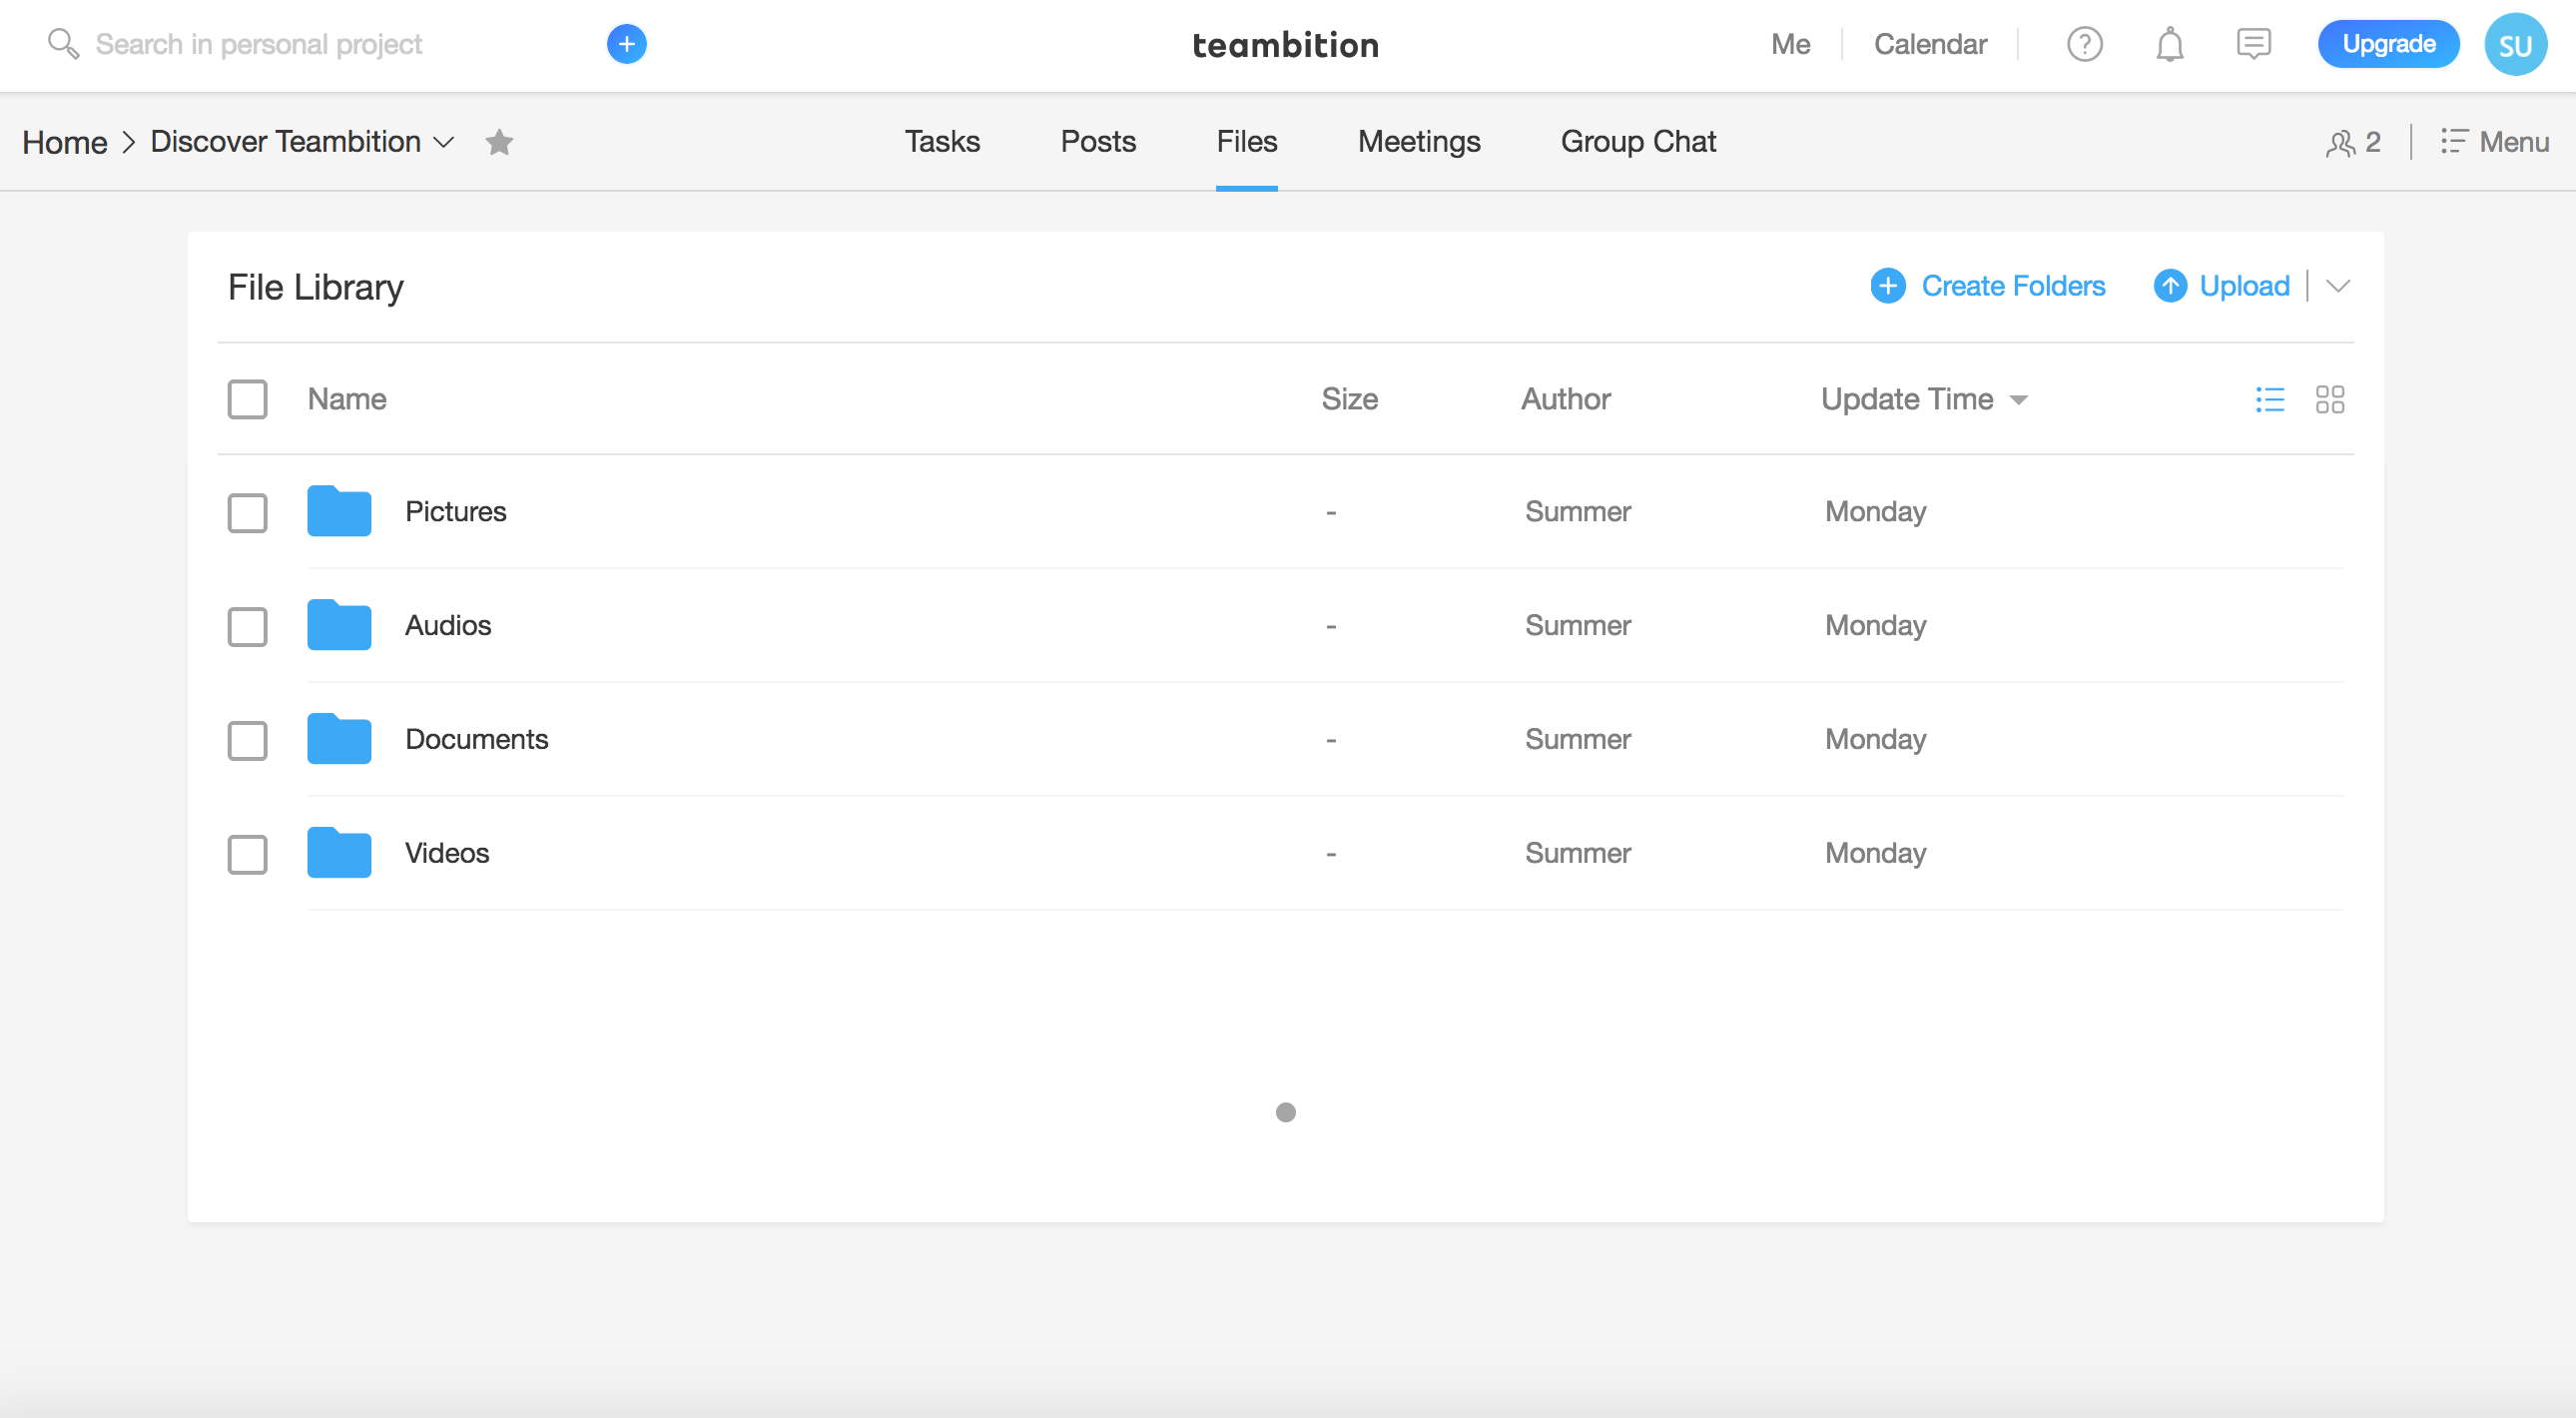 Search in personal project
teambition
Me
Calendar
Upgrade
SU
Home > Discover Teambition
Tasks
Posts
Files
Meetings
Group Chat
2
Menu
File Library
Create Folders
Upload
Name
Size
Author
Update Time
Pictures - Summer Monday
Audios - Summer Monday
Documents - Summer Monday
Videos - Summer Monday